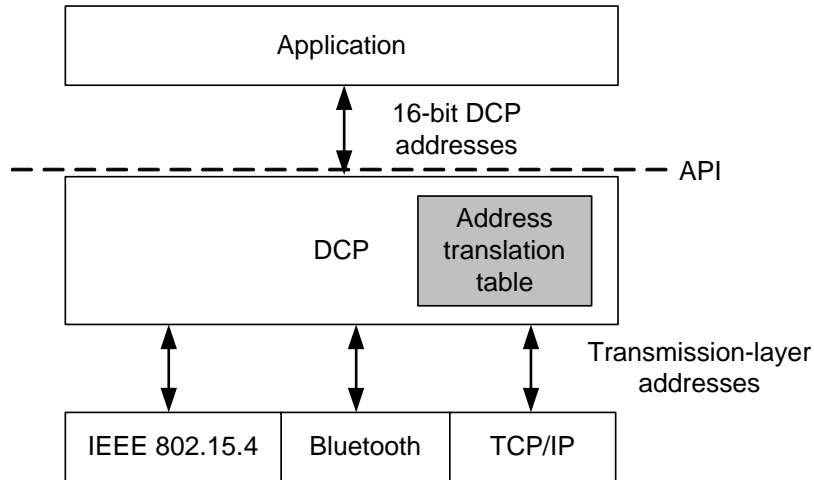 Application
16-bit DCP
addresses
API
DCP
Address
translation
table
Transmission-layer
addresses
IEEE 802.15.4
Bluetooth
TCP/IP